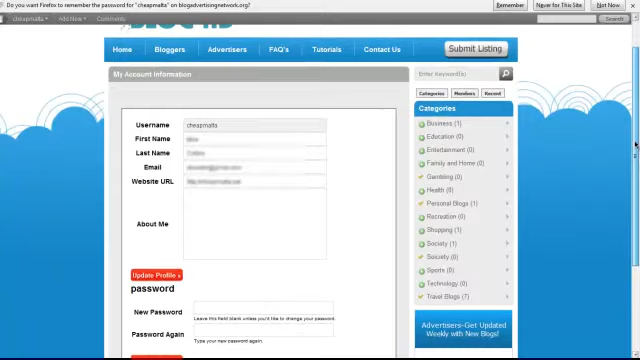 Do you want Firefox to remember the password for "cheapmalta" on blogadvertisingnetwork.org?
Remember
Never for This Site
Not Now
cheapmalta
Add New
Comments
Search
Home
Bloggers
Advertisers
FAQ's
Tutorials
Contact Us
Submit Listing
My Account Information
Enter Keyword(s)
Categories
Members
Recent
Categories
Username
cheapmalta
First Name
Last Name
Email
Website URL
About Me
Update Profile »
password
New Password
Leave this field blank unless you'd like to change your password.
Password Again
Type your new password again.
Business (1)
Education (0)
Entertainment (0)
Family and Home (0)
Gambling (0)
Health (0)
Personal Blogs (1)
Recreation (0)
Shopping (1)
Society (1)
Society (0)
Sports (0)
Technology (0)
Travel Blogs (7)
Advertisers-Get Updated
Weekly with New Blogs!